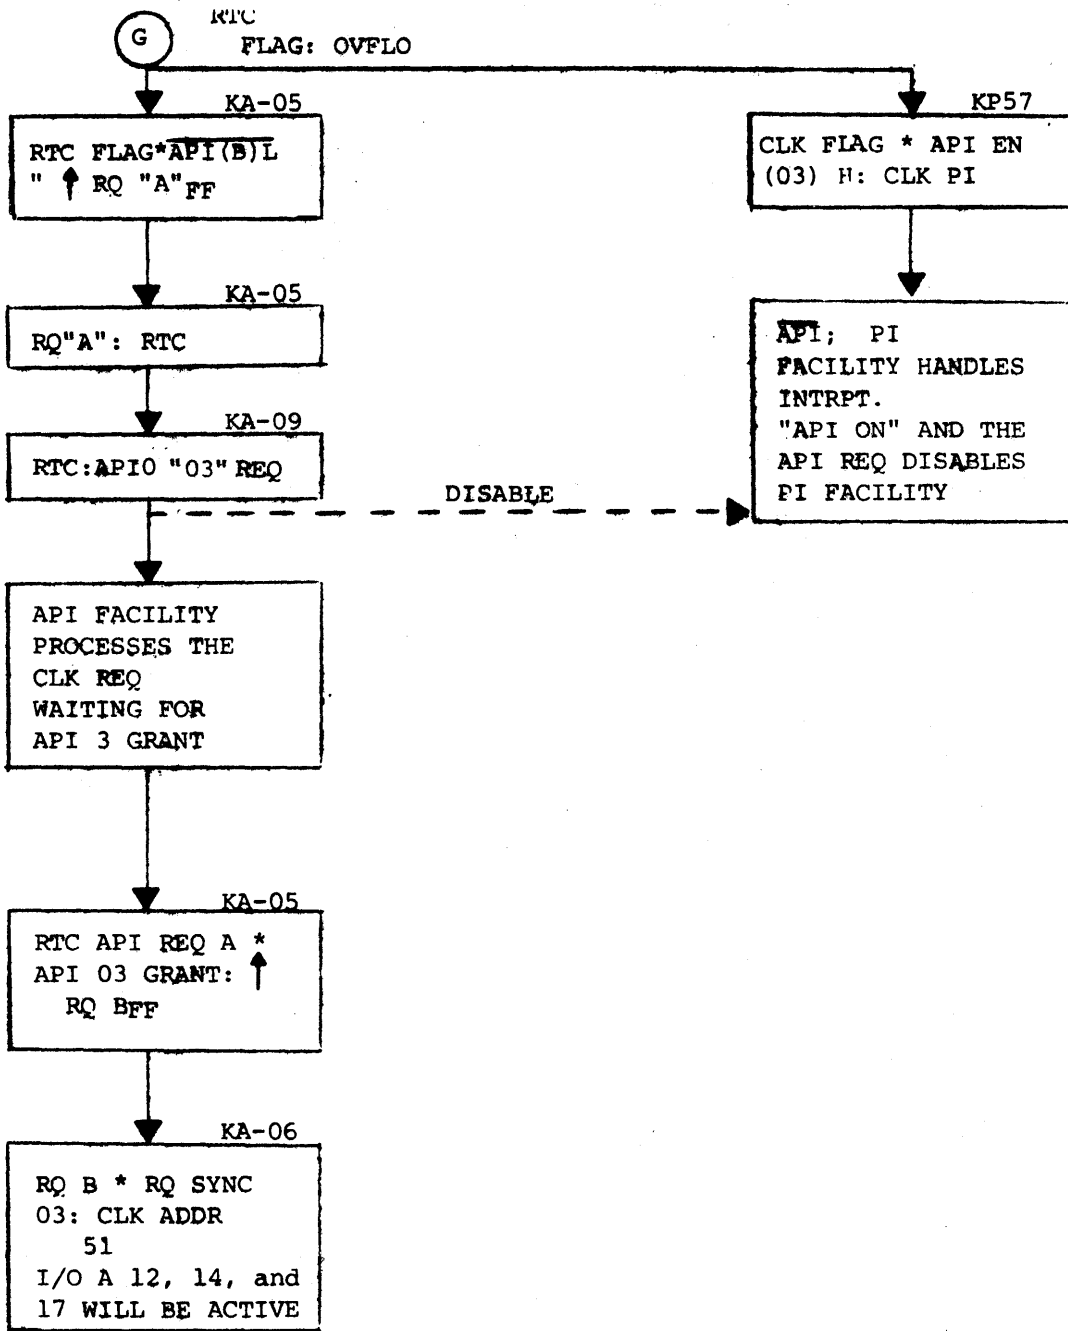 RTC
G
FLAG: OVFLO
KA-05
RTC FLAG*API(B)L
" ↑ RQ "A"FF
KA-05
RQ"A": RTC
KA-09
RTC:API0 "03" REQ
DISABLE
API FACILITY
PROCESSES THE
CLK REQ
WAITING FOR
API 3 GRANT
KA-05
RTC API REQ A *
API 03 GRANT: ↑
RQ BFF
KA-06
RQ B * RQ SYNC
03: CLK ADDR
51
I/O A 12, 14, and
17 WILL BE ACTIVE
KP57
CLK FLAG * API EN
(03) H: CLK PI
API; PI
FACILITY HANDLES
INTRPT.
"API ON" AND THE
API REQ DISABLES
PI FACILITY